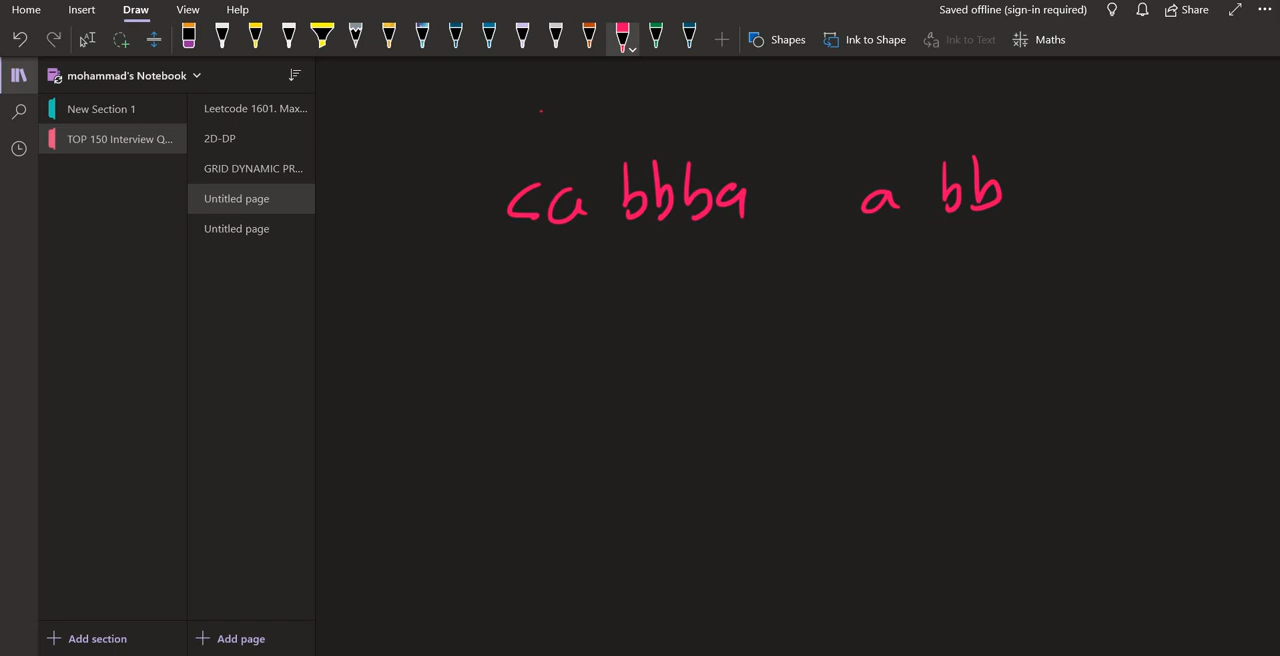 Home Insert Draw View Help Saved offline (sign-in required) Share
Shapes Ink to Shape Ink to Text Maths
mohammad's Notebook
New Section 1 Leetcode 1601. Max...
TOP 150 Interview Q... 2D-DP
GRID DYNAMIC PR...
Untitled page
Untitled page
ca bbba a bb
Add section Add page